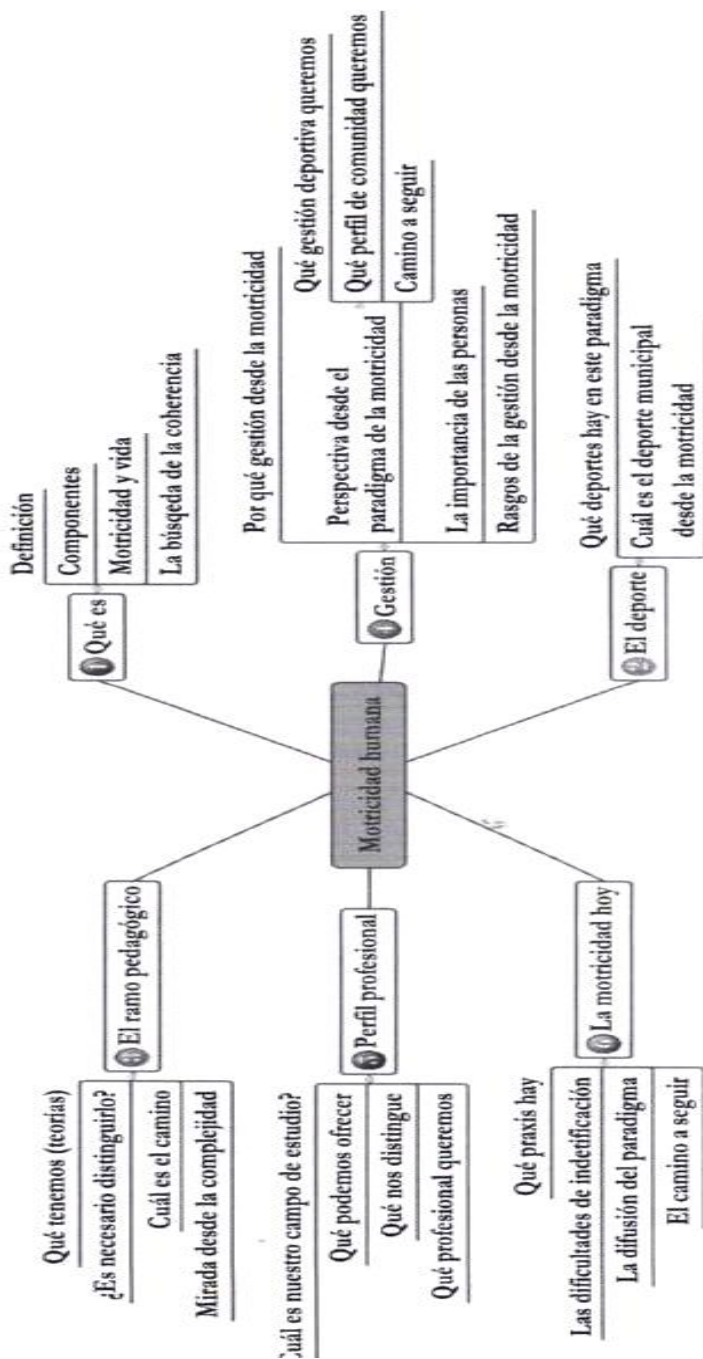 Motricidad humana
Qué es
Definición
Componentes
Motricidad y vida
La búsqeda de la coherencia
Gestión
Por qué gestión desde la motricidad
Perspectiva desde el
paradigma de la motricidad
Qué gestión deportiva queremos
Qué perfil de comunidad queremos
Camino a seguir
La importancia de las personas
Rasgos de la gestión desde la motricidad
El deporte
Qué deportes hay en este paradigma
Cuál es el deporte municipal
desde la motricidad
El ramo pedagógico
Qué tenemos (teorías)
¿Es necesario distinguirlo?
Cuál es el camino
Mirada desde la complejidad
Perfil profesional
Cuál es nuestro campo de estudio?
Qué podemos ofrecer
Qué nos distingue
Qué profesional queremos
La motricidad hoy
Qué praxis hay
Las dificultades de indetificación
La difusión del paradigma
El camino a seguir